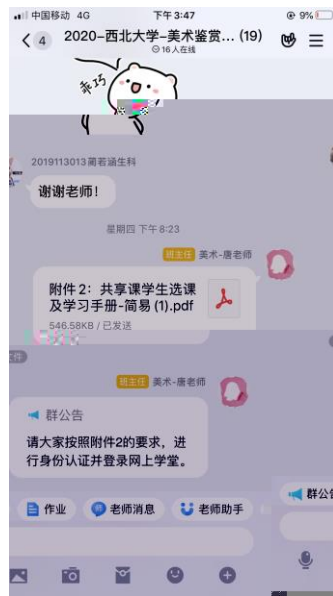 中国移动 4G
下午 3:47
9%
4
2020-西北大学-美术鉴赏... (19)
16人在线
乖巧
2019113013蔺若涵生科
谢谢老师！
星期四 下午 8:23
班主任 美术-唐老师
附件 2：共享课学生选课
及学习手册-简易 (1).pdf
546.58KB / 已发送
文件
班主任 美术-唐老师
群公告
请大家按照附件2的要求，进
行身份认证并登录网上学堂。
作业
老师消息
老师助手
群公